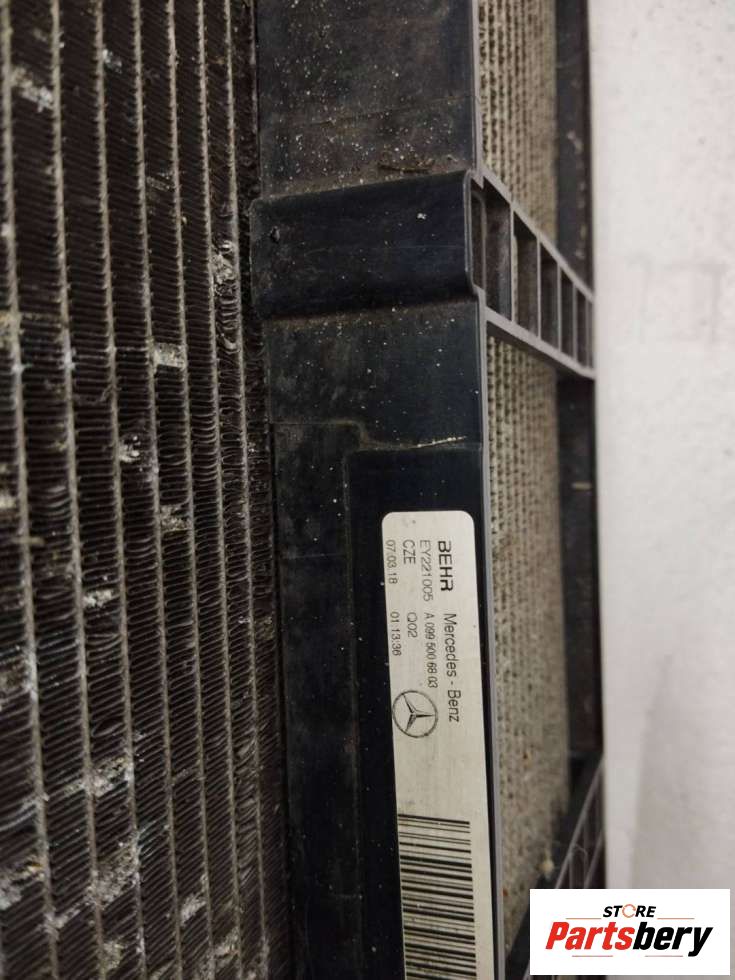 BEHR Mercedes - Benz
EY221005 A 099 500 68 03
CZE Q02
07.03.18 01:13:36
STORE
Partsbery